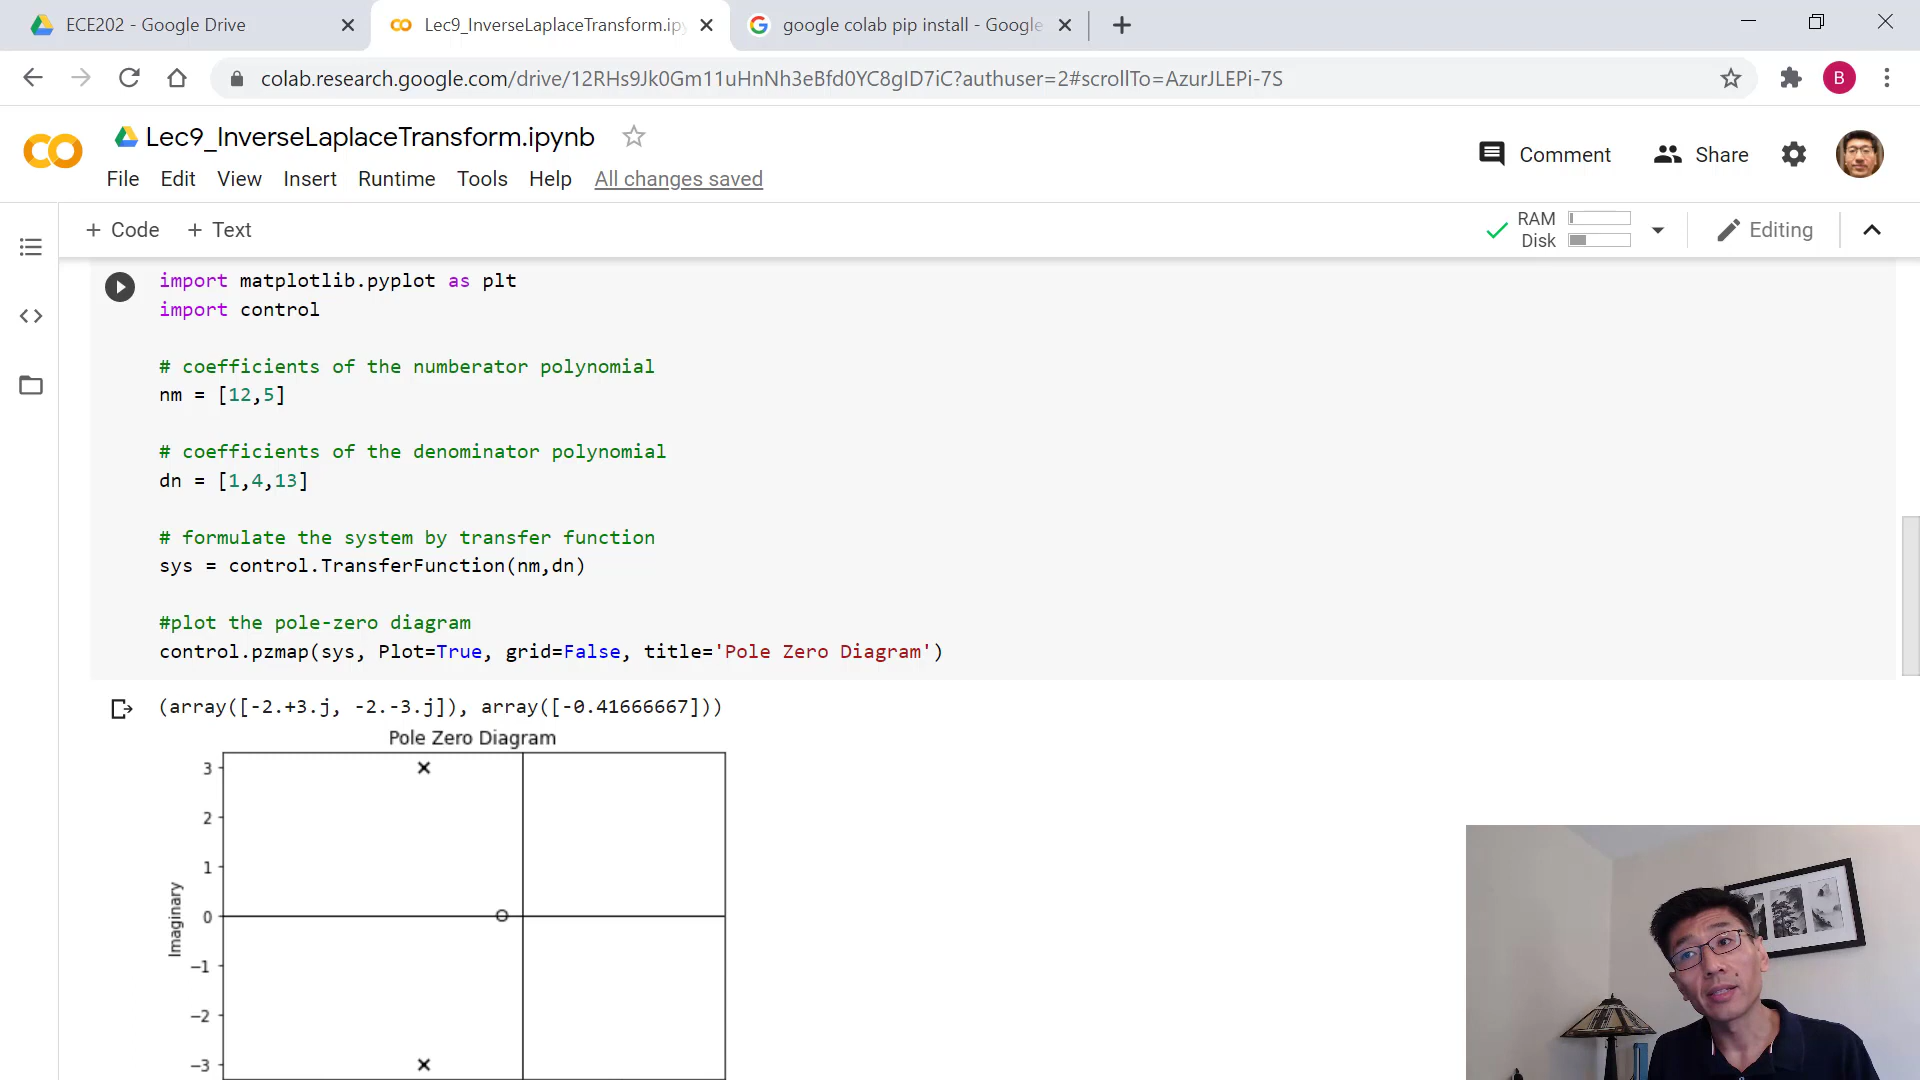 ECE202 - Google Drive
Lec9_InverseLaplaceTransform.ipy
google colab pip install - Google
colab.research.google.com/drive/12RHs9Jk0Gm11uHnNh3eBfd0YC8gID7iC?authuser=2#scrollTo=AzurJLEPi-7S
B
Lec9_InverseLaplaceTransform.ipynb
Comment
Share
File Edit View Insert Runtime Tools Help All changes saved
+ Code + Text
RAM
Disk
Editing
import matplotlib.pyplot as plt
import control
# coefficients of the numberator polynomial
nm = [12,5]
# coefficients of the denominator polynomial
dn = [1,4,13]
# formulate the system by transfer function
sys = control.TransferFunction(nm,dn)
#plot the pole-zero diagram
control.pzmap(sys, Plot=True, grid=False, title='Pole Zero Diagram')
(array([-2.+3.j, -2.-3.j]), array([-0.41666667]))
Pole Zero Diagram
3
2
1
0
−1
−2
−3
Imaginary